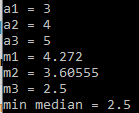 a1 = 3
a2 = 4
a3 = 5
m1 = 4.272
m2 = 3.60555
m3 = 2.5
min median = 2.5